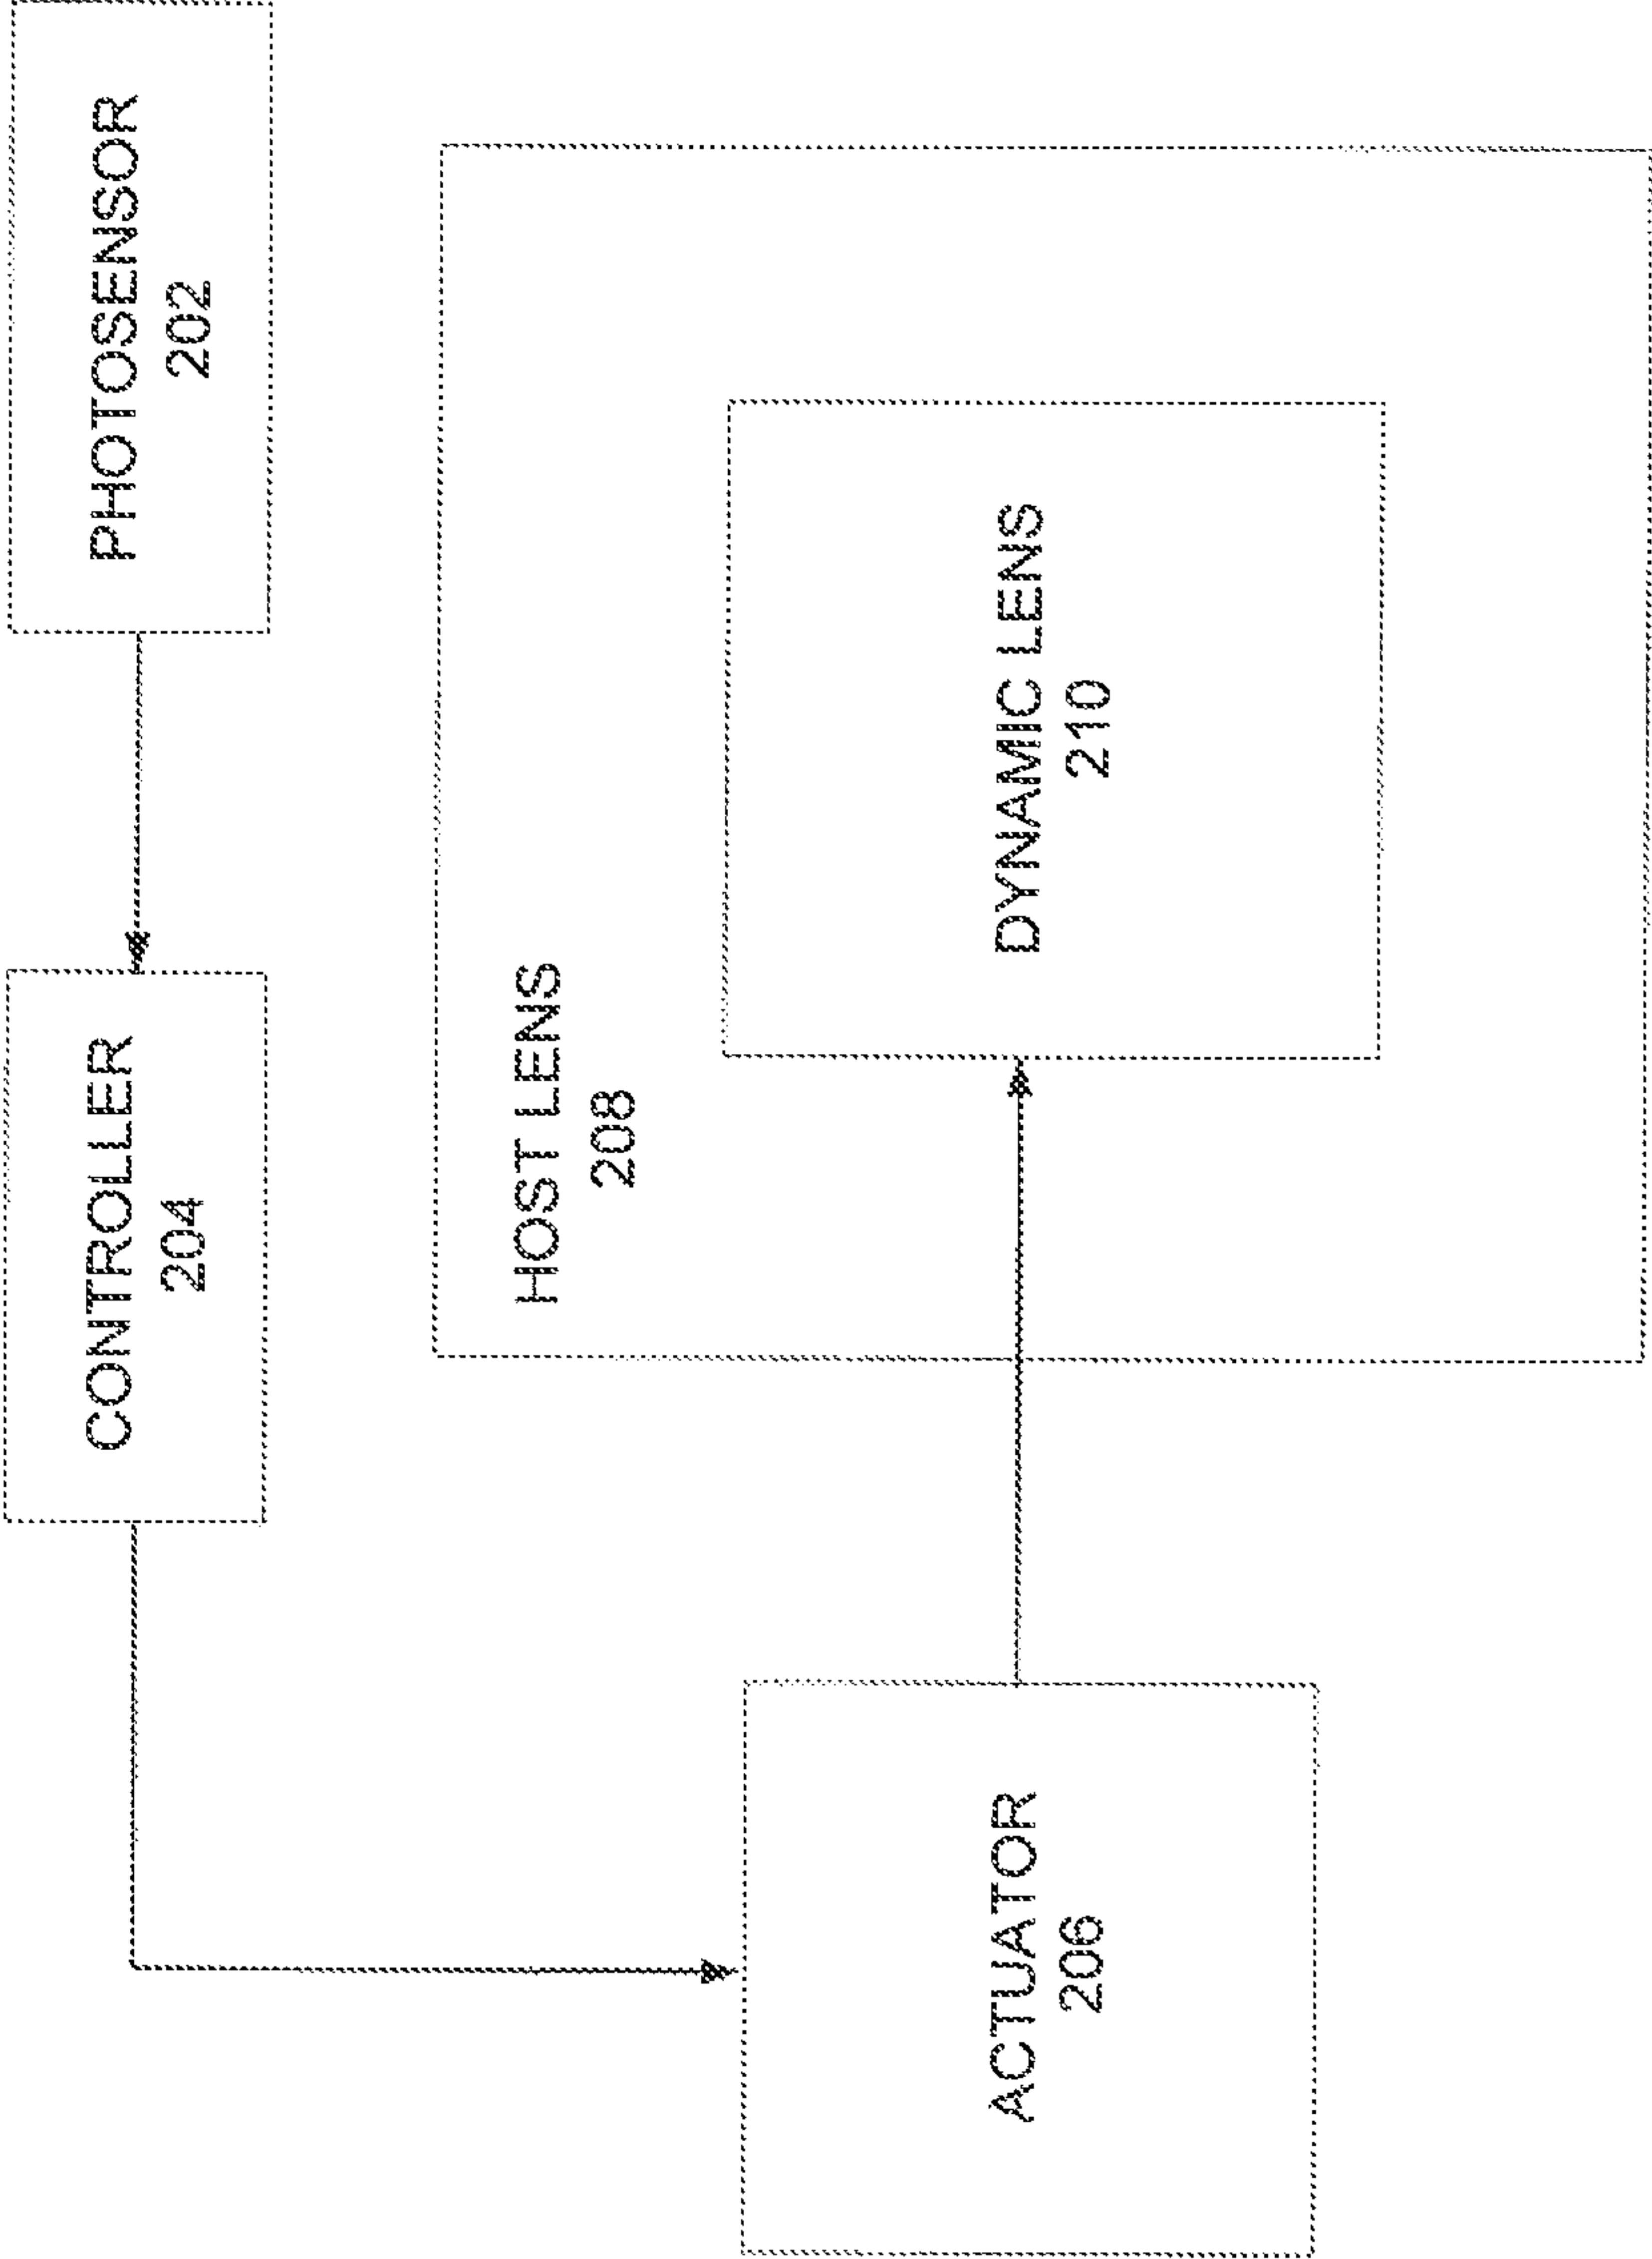 PHOTOSENSOR
202
CONTROLLER
204
HOST LENS
208
DYNAMIC LENS
210
ACTUATOR
206